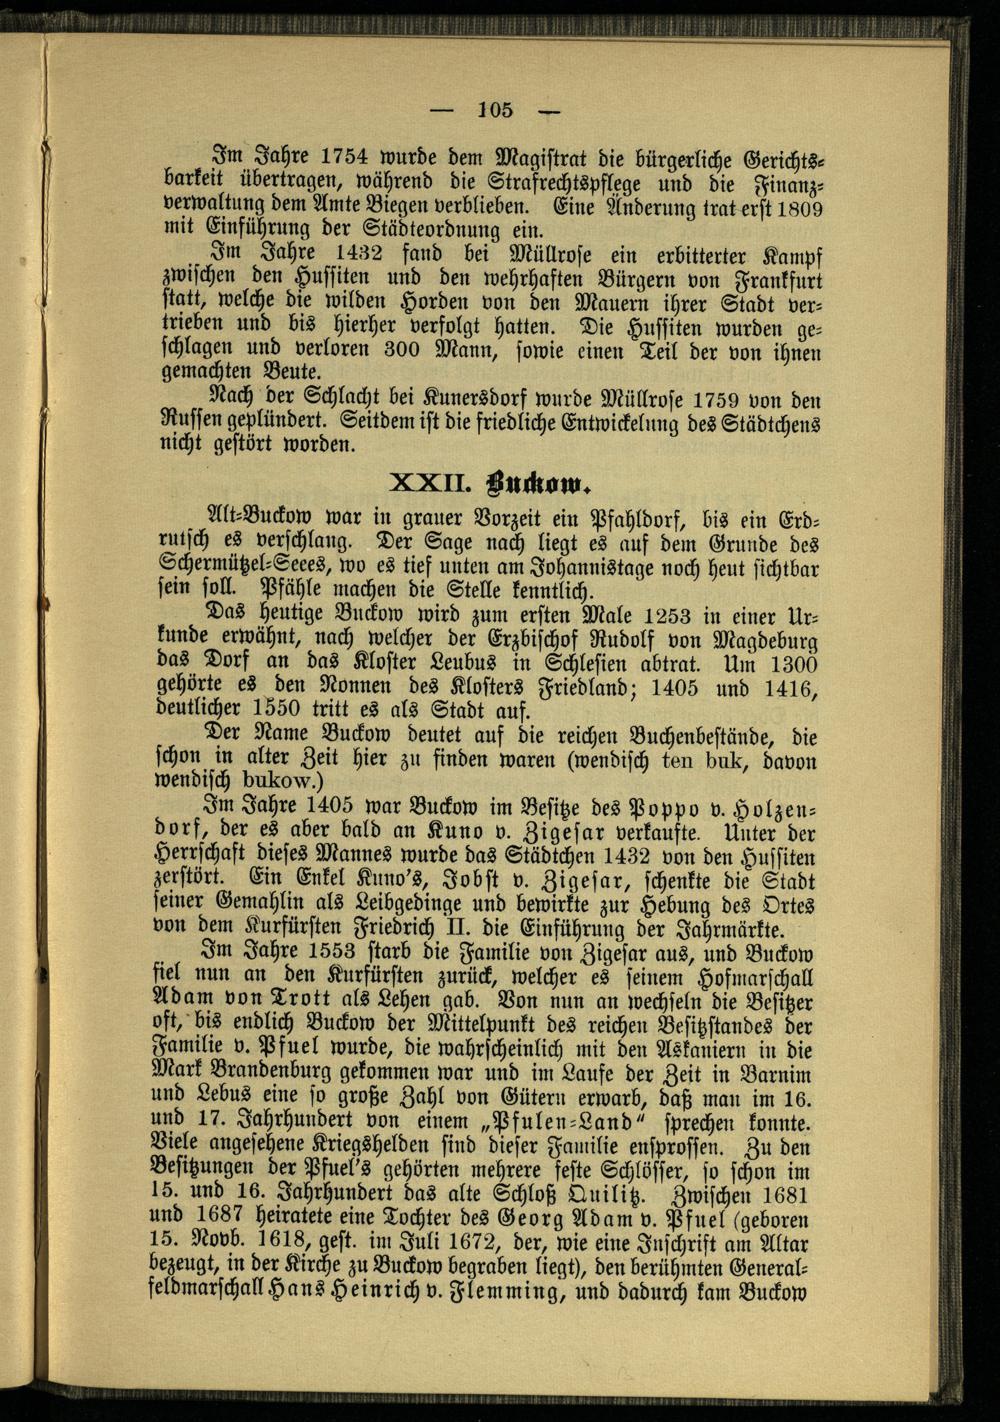 — 105 —
Im Jahre 1754 wurde dem Magistrat die bürgerliche Gerichts-
barkeit übertragen, während die Strafrechtspflege und die Finanz-
verwaltung dem Amte Biegen verblieben. Eine Änderung trat erst 1809
mit Einführung der Städteordnung ein.
Im Jahre 1432 fand bei Müllrose ein erbitterter Kampf
zwischen den Hussiten und den wehrhaften Bürgern von Frankfurt
statt, welche die wilden Horden von den Mauern ihrer Stadt ver-
trieben und bis hierher verfolgt hatten. Die Hussiten wurden ge-
schlagen und verloren 300 Mann, sowie einen Teil der von ihnen
gemachten Beute.
Nach der Schlacht bei Kunersdorf wurde Müllrose 1759 von den
Russen geplündert. Seitdem ist die friedliche Entwickelung des Städtchens
nicht gestört worden.
XXII. Buckow.
Alt-Buckow war in grauer Vorzeit ein Pfahldorf, bis ein Erd-
rutsch es verschlang. Der Sage nach liegt es auf dem Grunde des
Schermützel-Seees, wo es tief unten am Johannistage noch heut sichtbar
sein soll. Pfähle machen die Stelle kenntlich.
Das heutige Buckow wird zum ersten Male 1253 in einer Ur-
kunde erwähnt, nach welcher der Erzbischof Rudolf von Magdeburg
das Dorf an das Kloster Leubus in Schlesien abtrat. Um 1300
gehörte es den Nonnen des Klosters Friedland; 1405 und 1416,
deutlicher 1550 tritt es als Stadt auf.
Der Name Buckow deutet auf die reichen Buchenbestände, die
schon in alter Zeit hier zu finden waren (wendisch ten buk, davon
wendisch bukow.)
Im Jahre 1405 war Buckow im Besitze des Poppo v. Holzen-
dorf, der es aber bald an Kuno v. Zigesar verkaufte. Unter der
Herrschaft dieses Mannes wurde das Städtchen 1432 von den Hussiten
zerstört. Ein Enkel Kuno's, Jobst v. Zigesar, schenkte die Stadt
seiner Gemahlin als Leibgedinge und bewirkte zur Hebung des Ortes
von dem Kurfürsten Friedrich II. die Einführung der Jahrmärkte.
Im Jahre 1553 starb die Familie von Zigesar aus, und Buckow
fiel nun an den Kurfürsten zurück, welcher es seinem Hofmarschall
Adam von Trott als Lehen gab. Von nun an wechseln die Besitzer
oft, bis endlich Buckow der Mittelpunkt des reichen Besitzstandes der
Familie v. Pfuel wurde, die wahrscheinlich mit den Askaniern in die
Mark Brandenburg gekommen war und im Laufe der Zeit in Barnim
und Lebus eine so große Zahl von Gütern erwarb, daß man im 16.
und 17. Jahrhundert von einem „Pfulen-Land" sprechen konnte.
Viele angesehene Kriegshelden sind dieser Familie ensprossen. Zu den
Besitzungen der Pfuel's gehörten mehrere feste Schlösser, so schon im
15. und 16. Jahrhundert das alte Schloß Quilitz. Zwischen 1681
und 1687 heiratete eine Tochter des Georg Adam v. Pfuel (geboren
15. Novb. 1618, gest. im Juli 1672, der, wie eine Inschrift am Altar
bezeugt, in der Kirche zu Buckow begraben liegt), den berühmten General-
feldmarschall Hans Heinrich v. Flemming, und dadurch kam Buckow